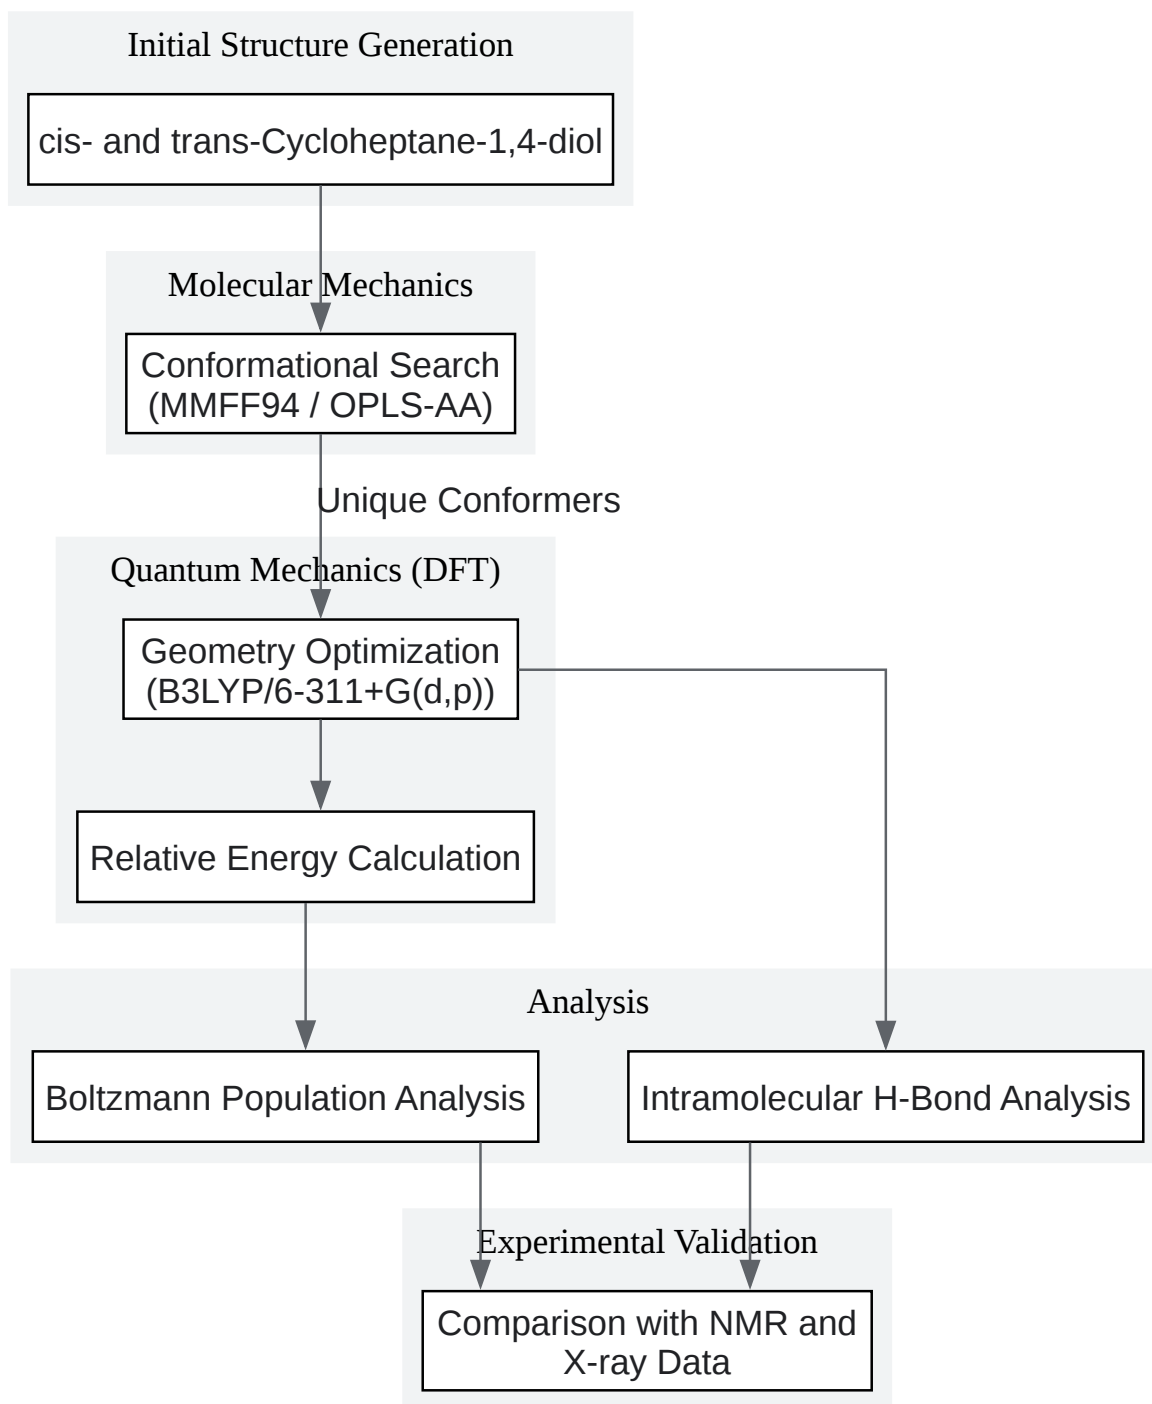 Initial Structure Generation
cis- and trans-Cycloheptane-1,4-diol
Molecular Mechanics
Conformational Search
(MMFF94 / OPLS-AA)
Unique Conformers
Quantum Mechanics (DFT)
Geometry Optimization
(B3LYP/6-311+G(d,p))
Relative Energy Calculation
Analysis
Boltzmann Population Analysis
Intramolecular H-Bond Analysis
Experimental Validation
Comparison with NMR and
X-ray Data